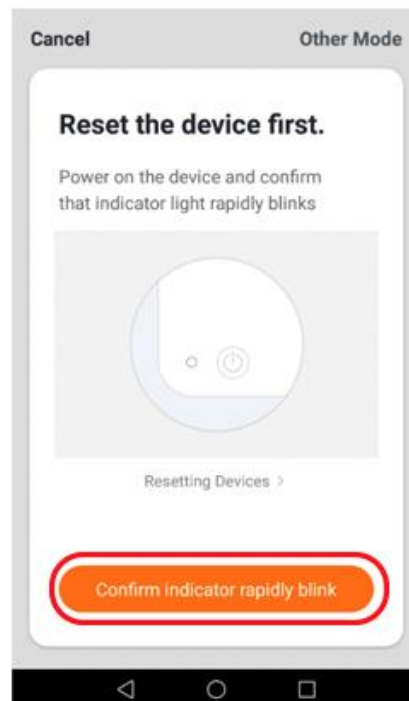 Cancel
Other Mode
Reset the device first.
Power on the device and confirm
that indicator light rapidly blinks
Resetting Devices >
Confirm indicator rapidly blink